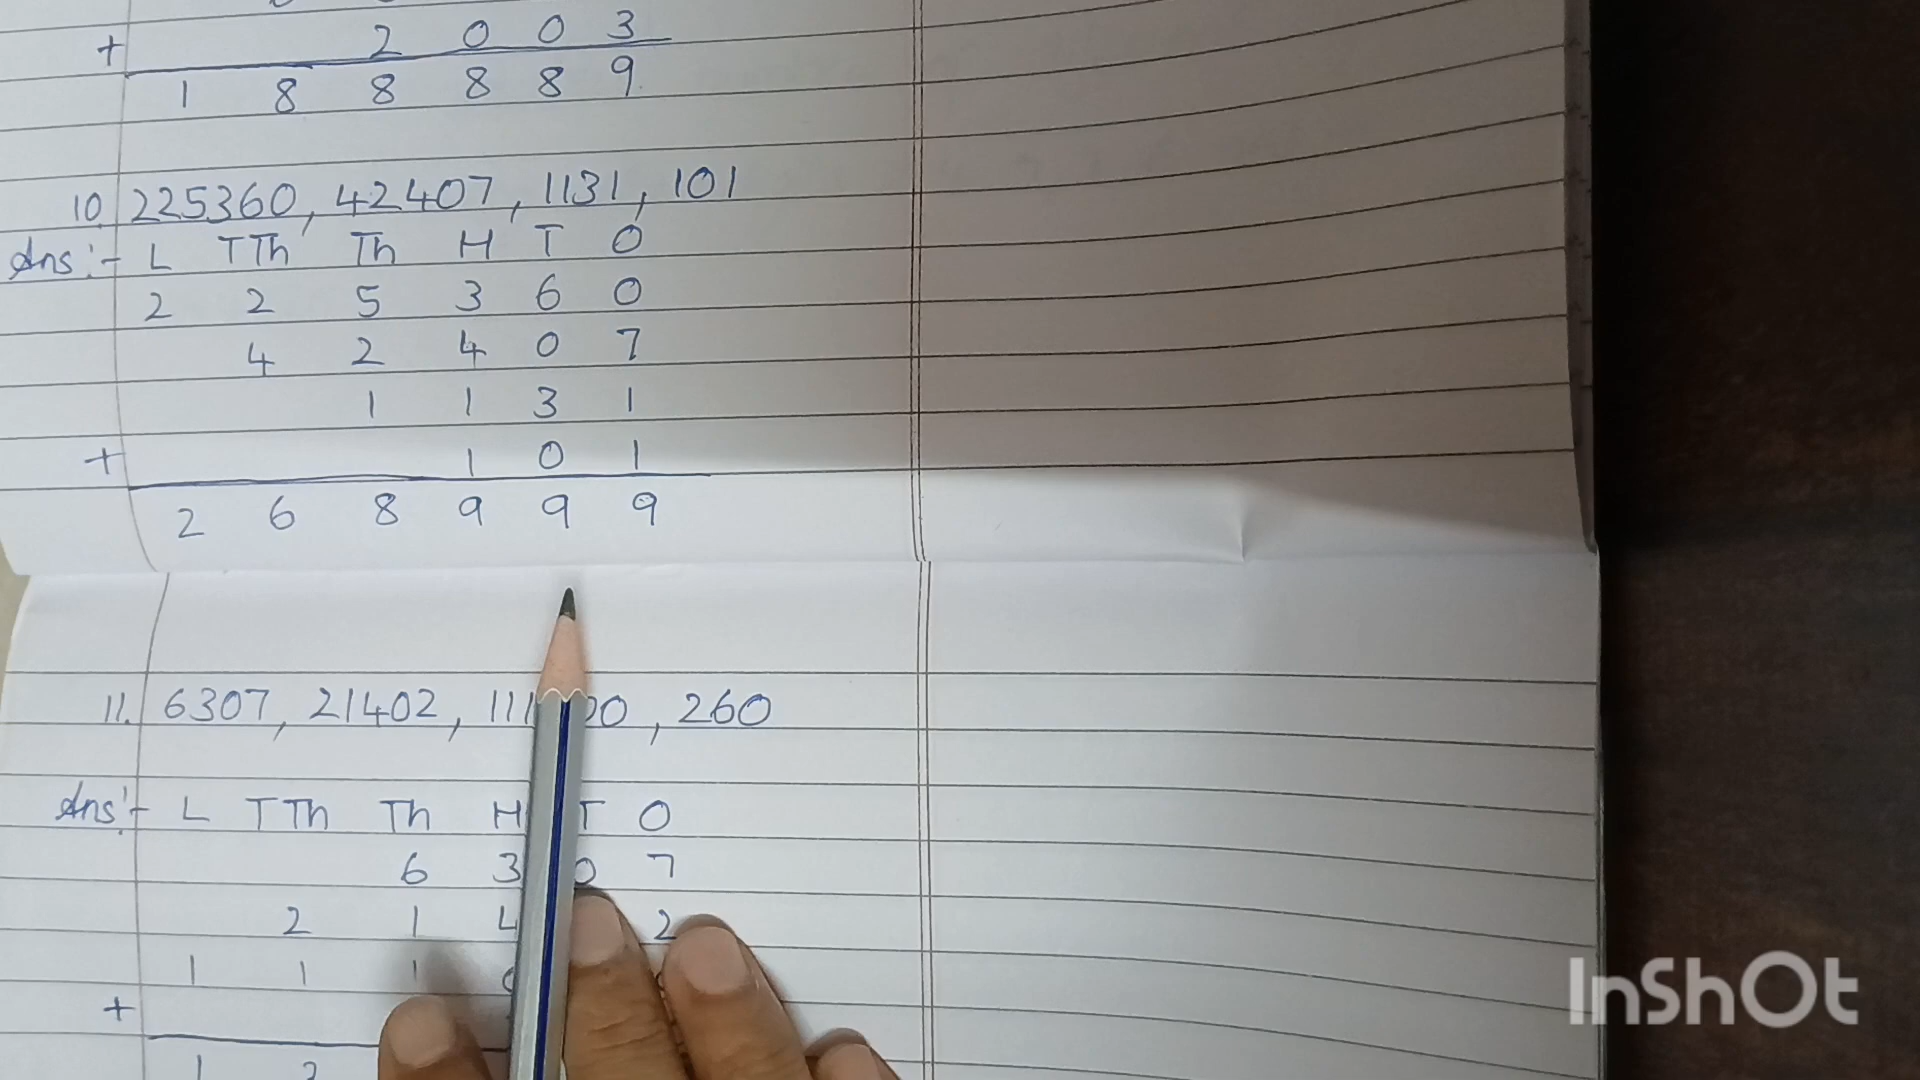 + 2 0 0 3
1 8 8 8 8 9
10. 225360, 42407, 1131, 101
Ans:- L TTh Th H T O
2 2 5 3 6 0
4 2 4 0 7
1 1 3 1
+ 1 0 1
2 6 8 9 9 9
11. 6307, 21402, 260
Ans:- L TTh Th H T O
6 3 0 7
2 1 4 2
1 1 1
+
1
InShOt